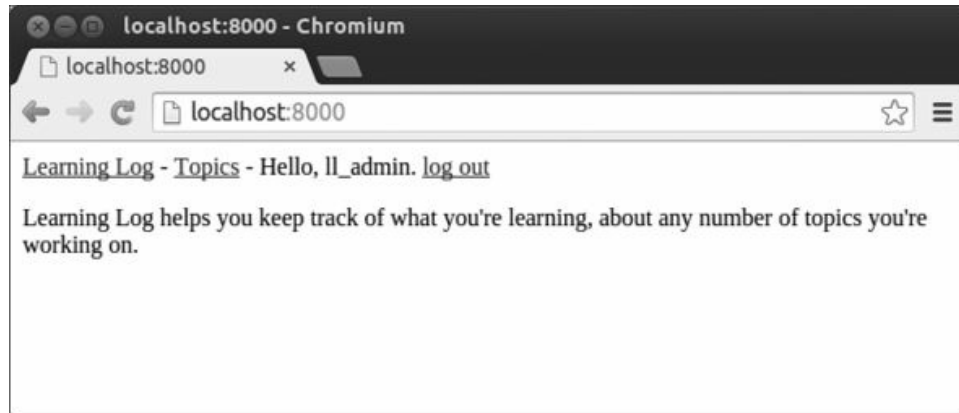 localhost:8000 - Chromium
localhost:8000
localhost:8000
Learning Log - Topics - Hello, ll_admin. log out
Learning Log helps you keep track of what you're learning, about any number of topics you're
working on.